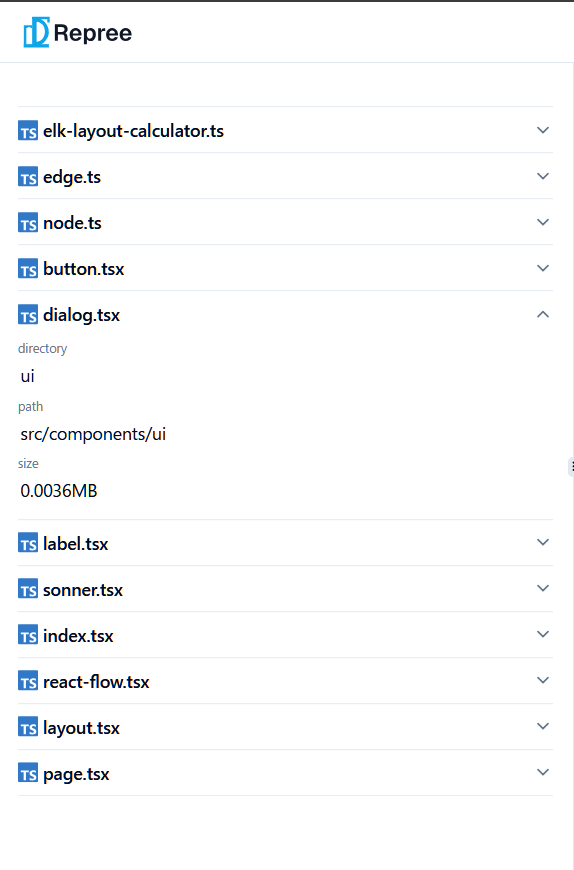 Repree
TS elk-layout-calculator.ts
TS edge.ts
TS node.ts
TS button.tsx
TS dialog.tsx
directory
ui
path
src/components/ui
size
0.0036MB
TS label.tsx
TS sonner.tsx
TS index.tsx
TS react-flow.tsx
TS layout.tsx
TS page.tsx